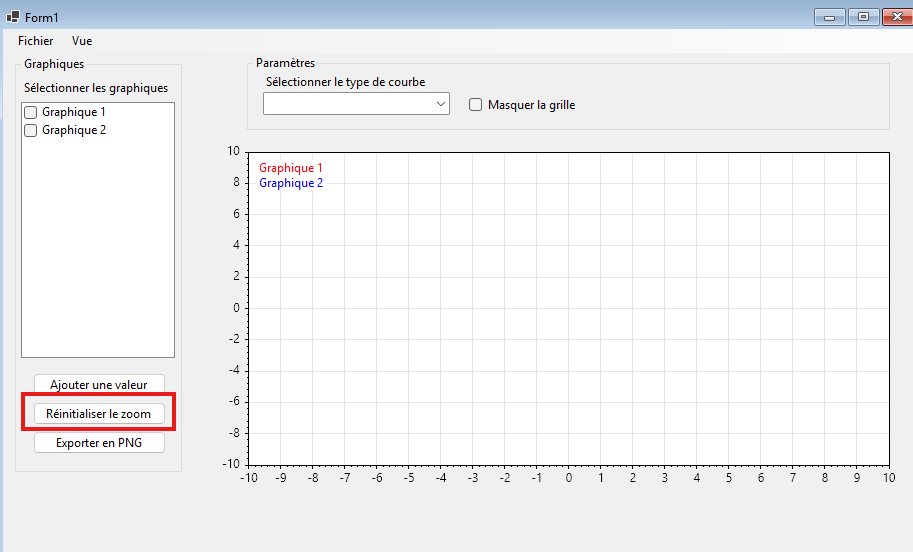 Form1
Fichier Vue
Graphiques
Sélectionner les graphiques
Graphique 1
Graphique 2
Ajouter une valeur
Réinitialiser le zoom
Exporter en PNG
Paramètres
Sélectionner le type de courbe
Masquer la grille
Graphique 1
Graphique 2
10
8
6
4
2
0
-2
-4
-6
-8
-10
-10 -9 -8 -7 -6 -5 -4 -3 -2 -1 0 1 2 3 4 5 6 7 8 9 10